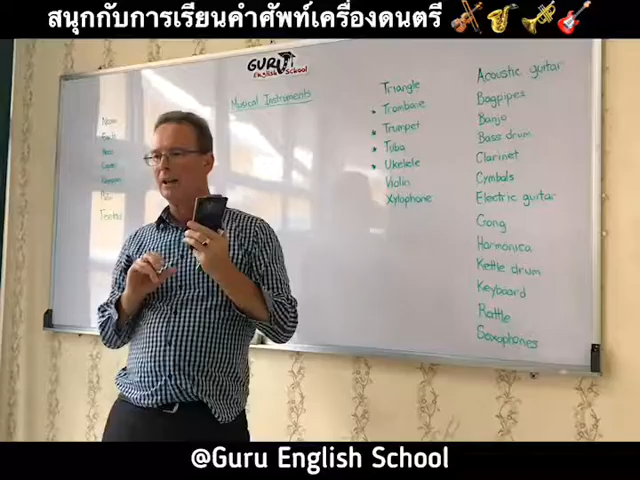 สนุกกับการเรียนคำศัพท์เครื่องดนตรี
GURU
English School
Musical Instruments
Triangle
Trombone
Trumpet
Tuba
Ukelele
Violin
Xylophone
Acoustic guitar
Bagpipes
Banjo
Bass drum
Clarinet
Cymbals
Electric guitar
Gong
Harmonica
Kettle drum
Keyboard
Rattle
Saxophones
@Guru English School